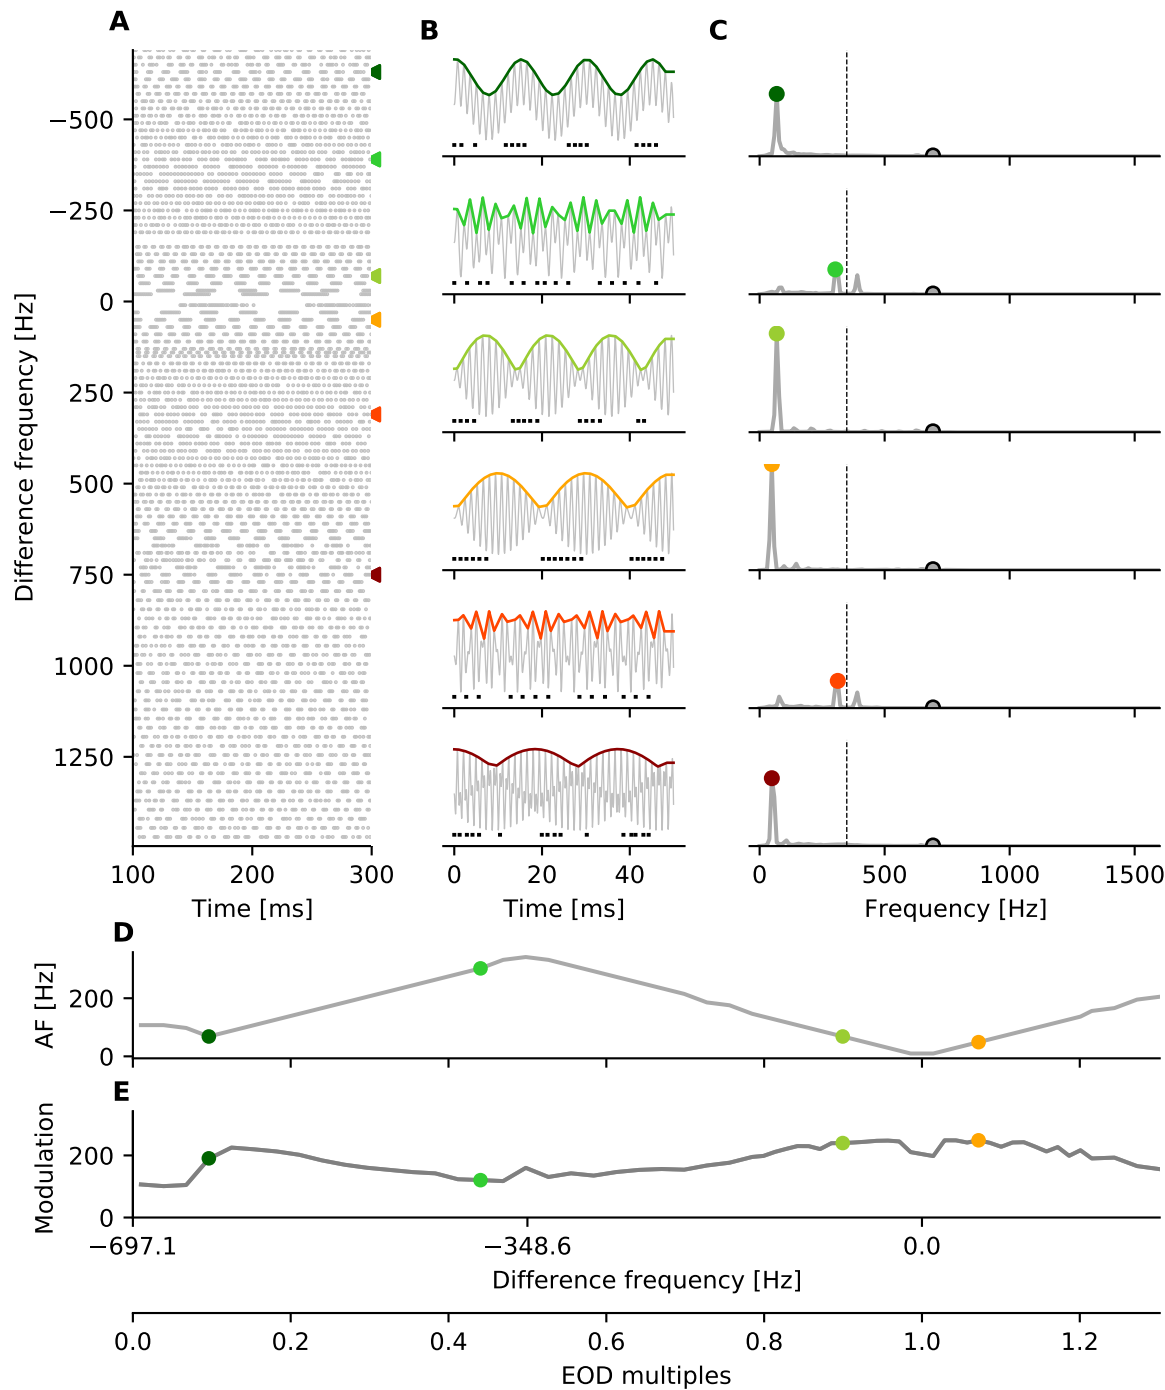 A
B
C
Difference frequency [Hz]
−500
−250
0
250
500
750
1000
1250
100 200 300
0 20 40
0 500 1000 1500
Time [ms]
Time [ms]
Frequency [Hz]
D
AF [Hz]
200
0
E
Modulation
200
0
−697.1 −348.6 0.0
Difference frequency [Hz]
0.0 0.2 0.4 0.6 0.8 1.0 1.2
EOD multiples